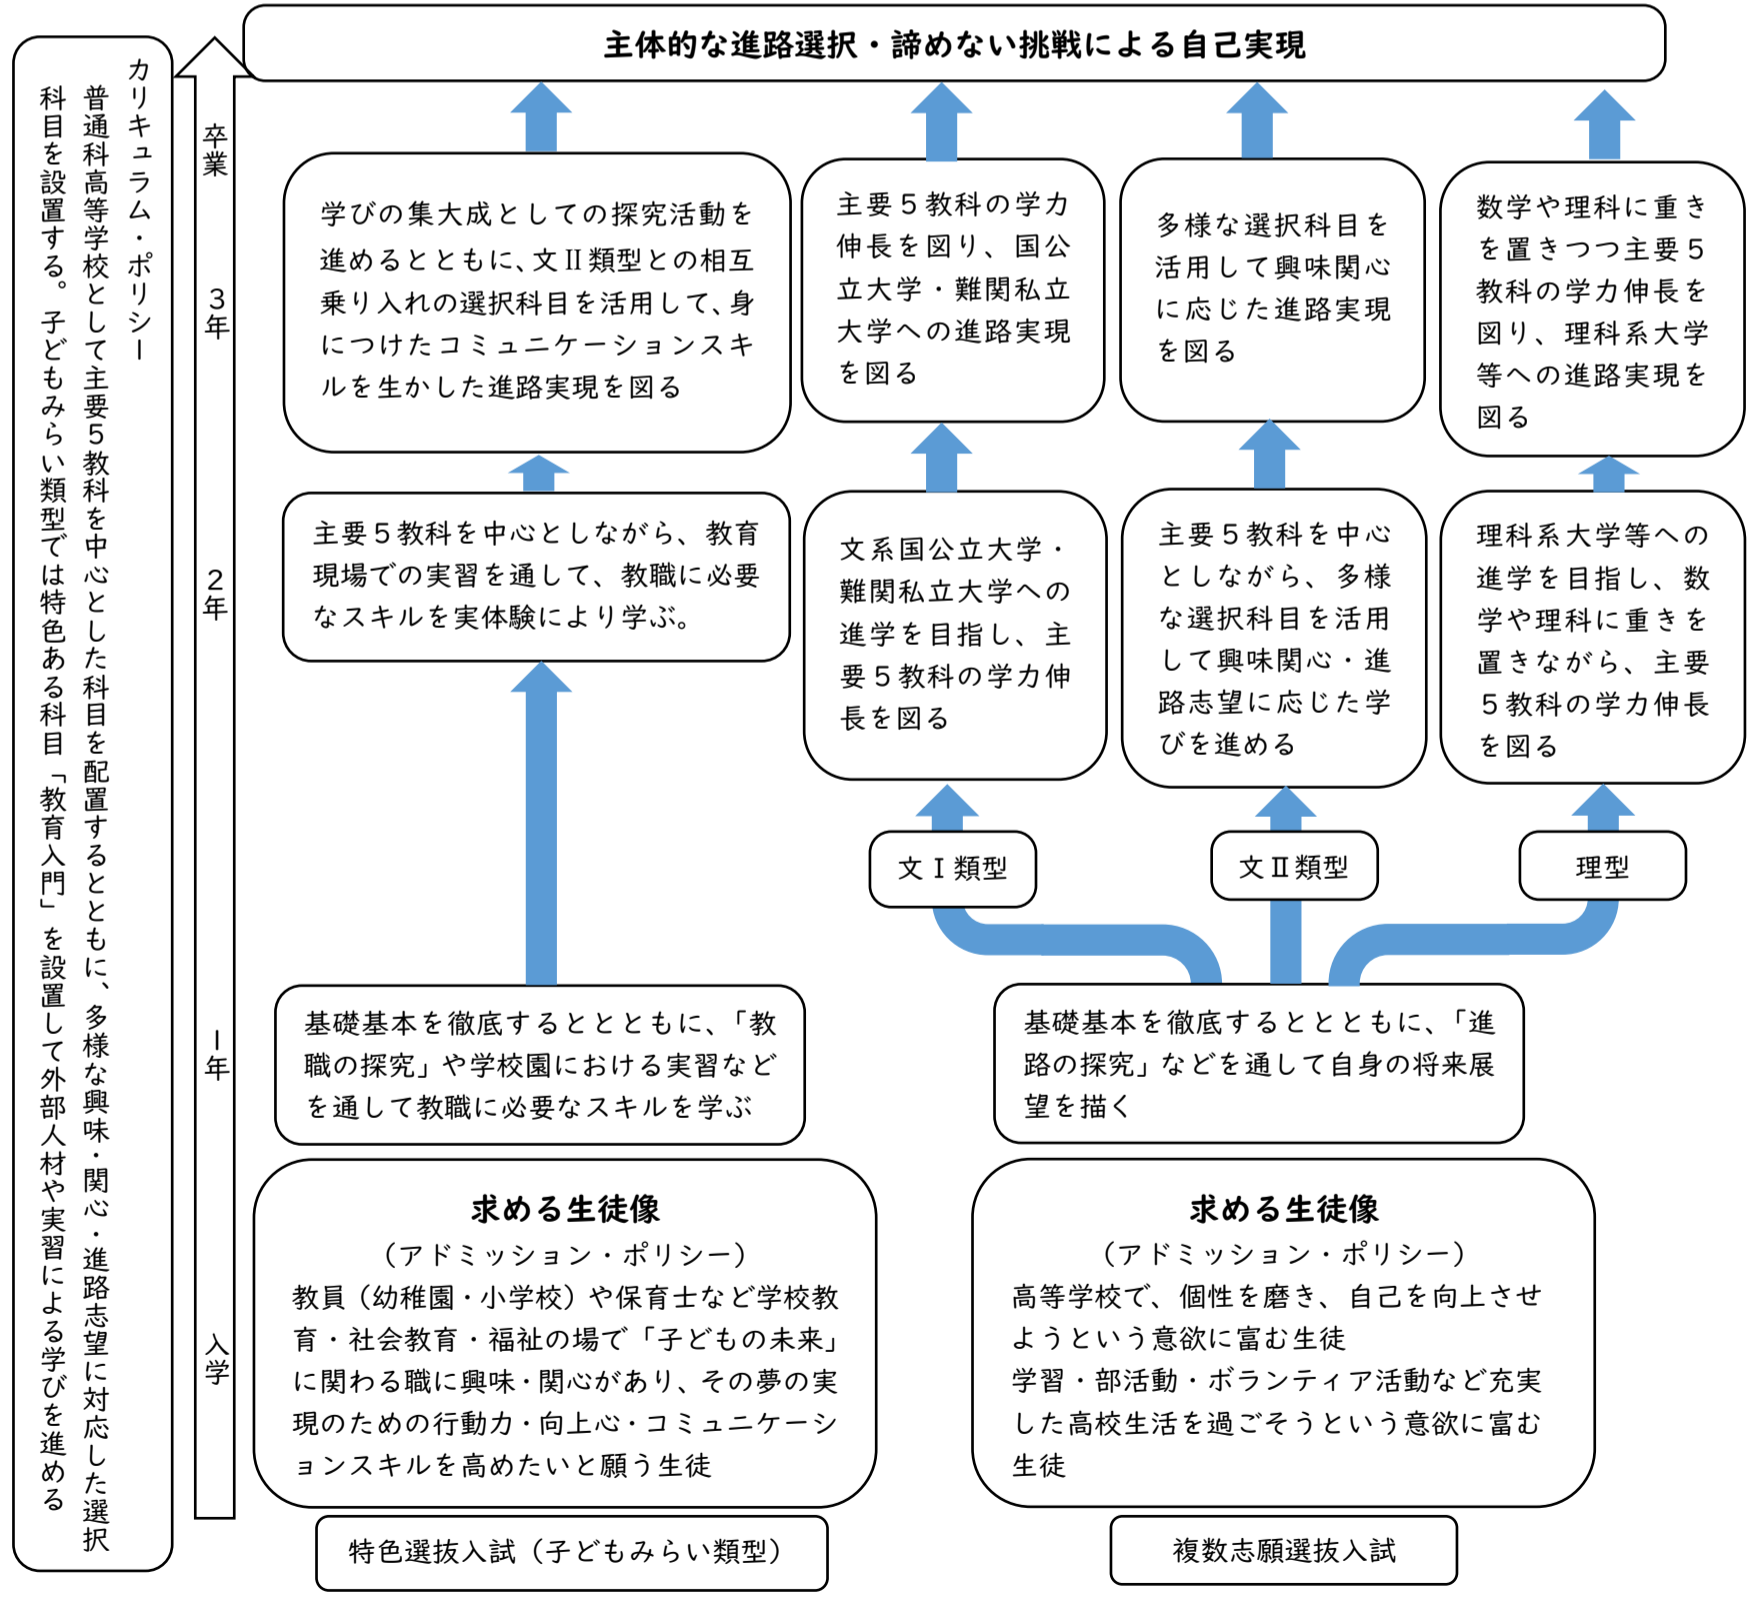 主体的な進路選択・諦めない挑戦による自己実現
カリキュラム・ポリシー
普通科高等学校として主要５教科を中心とした科目を配置するとともに、多様な興味・関心・進路志望に対応した選択
科目を設置する。子どもみらい類型では特色ある科目「教育入門」を設置して外部人材や実習による学びを進める
卒業
３年
２年
１年
入学
学びの集大成としての探究活動を
進めるとともに、文Ⅱ類型との相互
乗り入れの選択科目を活用して、身
につけたコミュニケーションスキ
ルを生かした進路実現を図る
主要５教科の学力
伸長を図り、国公
立大学・難関私立
大学への進路実現
を図る
多様な選択科目を
活用して興味関心
に応じた進路実現
を図る
数学や理科に重き
を置きつつ主要５
教科の学力伸長を
図り、理科系大学
等への進路実現を
図る
主要５教科を中心としながら、教育
現場での実習を通して、教職に必要
なスキルを実体験により学ぶ。
文系国公立大学・
難関私立大学への
進学を目指し、主
要５教科の学力伸
長を図る
主要５教科を中心
としながら、多様
な選択科目を活用
して興味関心・進
路志望に応じた学
びを進める
理科系大学等への
進学を目指し、数
学や理科に重きを
置きながら、主要
５教科の学力伸長
を図る
文Ⅰ類型
文Ⅱ類型
理型
基礎基本を徹底するととともに、「教
職の探究」や学校園における実習など
を通して教職に必要なスキルを学ぶ
基礎基本を徹底するととともに、「進
路の探究」などを通して自身の将来展
望を描く
求める生徒像
（アドミッション・ポリシー）
教員（幼稚園・小学校）や保育士など学校教
育・社会教育・福祉の場で「子どもの未来」
に関わる職に興味・関心があり、その夢の実
現のための行動力・向上心・コミュニケーシ
ョンスキルを高めたいと願う生徒
求める生徒像
（アドミッション・ポリシー）
高等学校で、個性を磨き、自己を向上させ
ようという意欲に富む生徒
学習・部活動・ボランティア活動など充実
した高校生活を過ごそうという意欲に富む
生徒
特色選抜入試（子どもみらい類型）
複数志願選抜入試